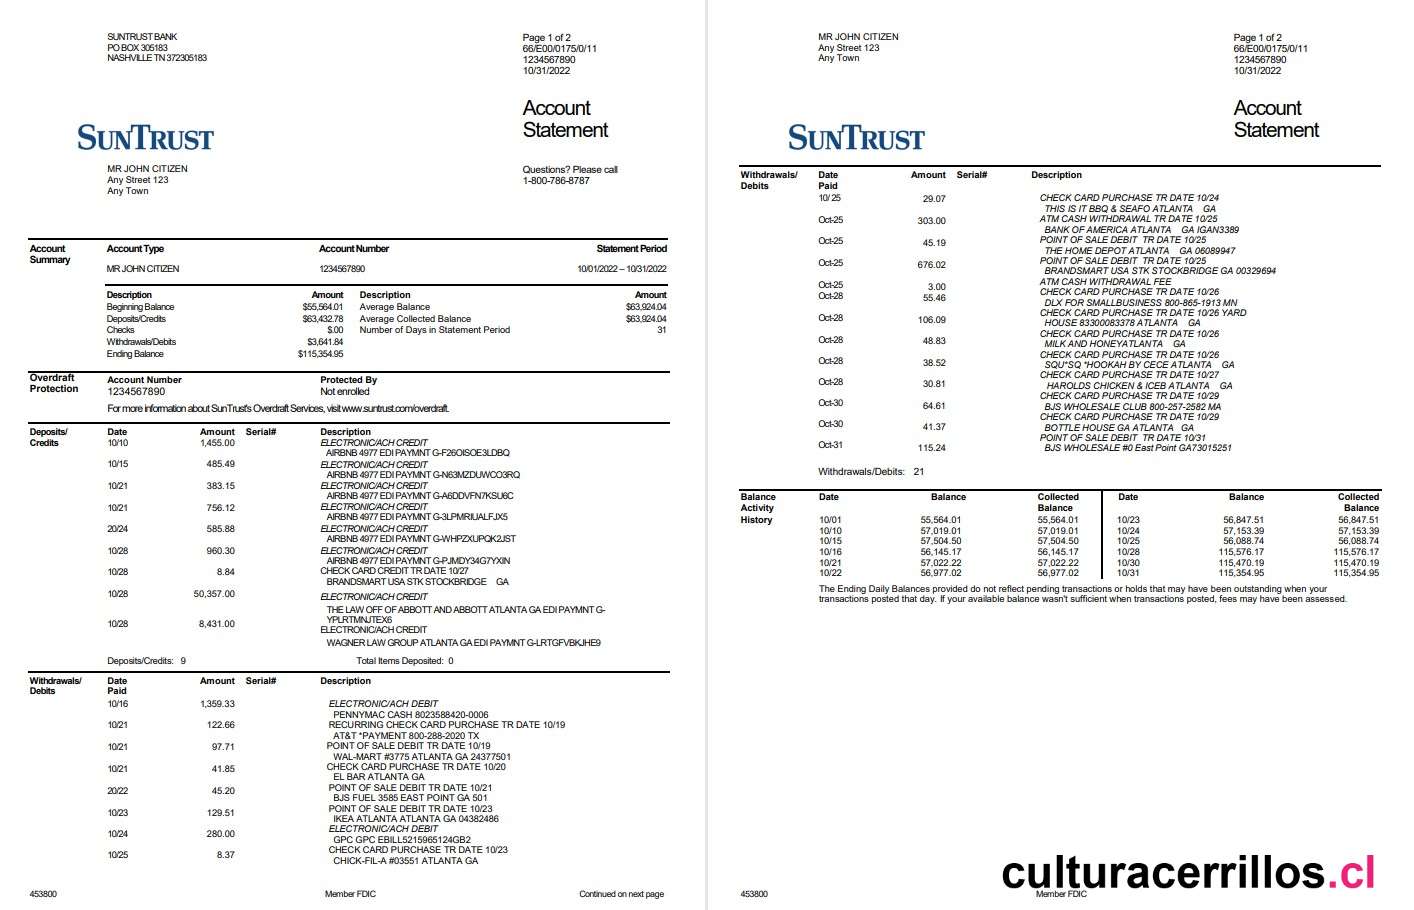 SUNTRUST BANK
PO BOX 305183
NASHVILLE TN 372305183
Page 1 of 2
66/E00/0175/0/11
1234567890
10/31/2022
Account
Statement
SUNTRUST
MR JOHN CITIZEN
Any Street 123
Any Town
Questions? Please call
1-800-786-8787
Account Summary Account Type Account Number Statement Period
MR JOHN CITIZEN 1234567890 10/01/2022 – 10/31/2022
Description Amount Description Amount
Beginning Balance $55,564.01 Average Balance $63,924.04
Deposits/Credits $63,432.78 Average Collected Balance $63,924.04
Checks $.00 Number of Days in Statement Period 31
Withdrawals/Debits $3,641.84
Ending Balance $115,354.95
Overdraft Protection Account Number Protected By
1234567890 Not enrolled
For more information about SunTrust's Overdraft Services, visit www.suntrust.com/overdraft.
Deposits/ Credits Date Amount Serial# Description
10/10 1,455.00 ELECTRONIC/ACH CREDIT
AIRBNB 4977 EDI PAYMNT G-F26OISOE3LDBQ
10/15 485.49 ELECTRONIC/ACH CREDIT
AIRBNB 4977 EDI PAYMNT G-N63MZDUWCO3RQ
10/21 383.15 ELECTRONIC/ACH CREDIT
AIRBNB 4977 EDI PAYMNT G-A6DDVFN7KSU6C
10/21 756.12 ELECTRONIC/ACH CREDIT
AIRBNB 4977 EDI PAYMNT G-3LPMRIUALFJX5
20/24 585.88 ELECTRONIC/ACH CREDIT
AIRBNB 4977 EDI PAYMNT G-WHPZXUPQK2JST
10/28 960.30 ELECTRONIC/ACH CREDIT
AIRBNB 4977 EDI PAYMNT G-PJMDY34G7YXIN
10/28 8.84 CHECK CARD CREDIT TR DATE 10/27
BRANDSMART USA STK STOCKBRIDGE GA
10/28 50,357.00 ELECTRONIC/ACH CREDIT
THE LAW OFF OF ABBOTT AND ABBOTT ATLANTA GA EDI PAYMNT G-
YPLRTMNJTEX6
10/28 8,431.00 ELECTRONIC/ACH CREDIT
WAGNER LAW GROUP ATLANTA GA EDI PAYMNT G-LRTGFVBKJHE9
Deposits/Credits: 9 Total Items Deposited: 0
Withdrawals/ Debits Date Paid Amount Serial# Description
10/16 1,359.33 ELECTRONIC/ACH DEBIT
PENNYMAC CASH 8023588420-0006
10/21 122.66 RECURRING CHECK CARD PURCHASE TR DATE 10/19
AT&T *PAYMENT 800-288-2020 TX
10/21 97.71 POINT OF SALE DEBIT TR DATE 10/19
WAL-MART #3775 ATLANTA GA 24377501
10/21 41.85 CHECK CARD PURCHASE TR DATE 10/20
EL BAR ATLANTA GA
20/22 45.20 POINT OF SALE DEBIT TR DATE 10/21
BJS FUEL 3585 EAST POINT GA 501
10/23 129.51 POINT OF SALE DEBIT TR DATE 10/23
IKEA ATLANTA ATLANTA GA 04382486
10/24 280.00 ELECTRONIC/ACH DEBIT
GPC GPC EBILL5215965124GB2
10/25 8.37 CHECK CARD PURCHASE TR DATE 10/23
CHICK-FIL-A #03551 ATLANTA GA
453800 Member FDIC Continued on next page
MR JOHN CITIZEN
Any Street 123
Any Town
Page 1 of 2
66/E00/0175/0/11
1234567890
10/31/2022
Account
Statement
SUNTRUST
Withdrawals/ Debits Date Paid Amount Serial# Description
10/ 25 29.07 CHECK CARD PURCHASE TR DATE 10/24
THIS IS IT BBQ & SEAFO ATLANTA GA
Oct-25 303.00 ATM CASH WITHDRAWAL TR DATE 10/25
BANK OF AMERICA ATLANTA GA IGAN3389
Oct-25 45.19 POINT OF SALE DEBIT TR DATE 10/25
THE HOME DEPOT ATLANTA GA 06089947
Oct-25 676.02 POINT OF SALE DEBIT TR DATE 10/25
BRANDSMART USA STK STOCKBRIDGE GA 00329694
Oct-25 3.00 ATM CASH WITHDRAWAL FEE
Oct-28 55.46 CHECK CARD PURCHASE TR DATE 10/26
DLX FOR SMALLBUSINESS 800-865-1913 MN
Oct-28 106.09 CHECK CARD PURCHASE TR DATE 10/26 YARD
HOUSE 83300083378 ATLANTA GA
Oct-28 48.83 CHECK CARD PURCHASE TR DATE 10/26
MILK AND HONEYATLANTA GA
Oct-28 38.52 CHECK CARD PURCHASE TR DATE 10/26
SQU*SQ *HOOKAH BY CECE ATLANTA GA
Oct-28 30.81 CHECK CARD PURCHASE TR DATE 10/27
HAROLDS CHICKEN & ICEB ATLANTA GA
Oct-30 64.61 CHECK CARD PURCHASE TR DATE 10/29
BJS WHOLESALE CLUB 800-257-2582 MA
Oct-30 41.37 CHECK CARD PURCHASE TR DATE 10/29
BOTTLE HOUSE GA ATLANTA GA
Oct-31 115.24 POINT OF SALE DEBIT TR DATE 10/31
BJS WHOLESALE #0 East Point GA73015251
Withdrawals/Debits: 21
Balance Activity History Date Balance Collected Balance Date Balance Collected Balance
10/01 55,564.01 55,564.01 10/23 56,847.51 56,847.51
10/10 57,019.01 57,019.01 10/24 57,153.39 57,153.39
10/15 57,504.50 57,504.50 10/25 56,088.74 56,088.74
10/16 56,145.17 56,145.17 10/28 115,576.17 115,576.17
10/21 57,022.22 57,022.22 10/30 115,470.19 115,470.19
10/22 56,977.02 56,977.02 10/31 115,354.95 115,354.95
The Ending Daily Balances provided do not reflect pending transactions or holds that may have been outstanding when your
transactions posted that day. If your available balance wasn't sufficient when transactions posted, fees may have been assessed.
culturacerrillos.cl
453800 Member FDIC